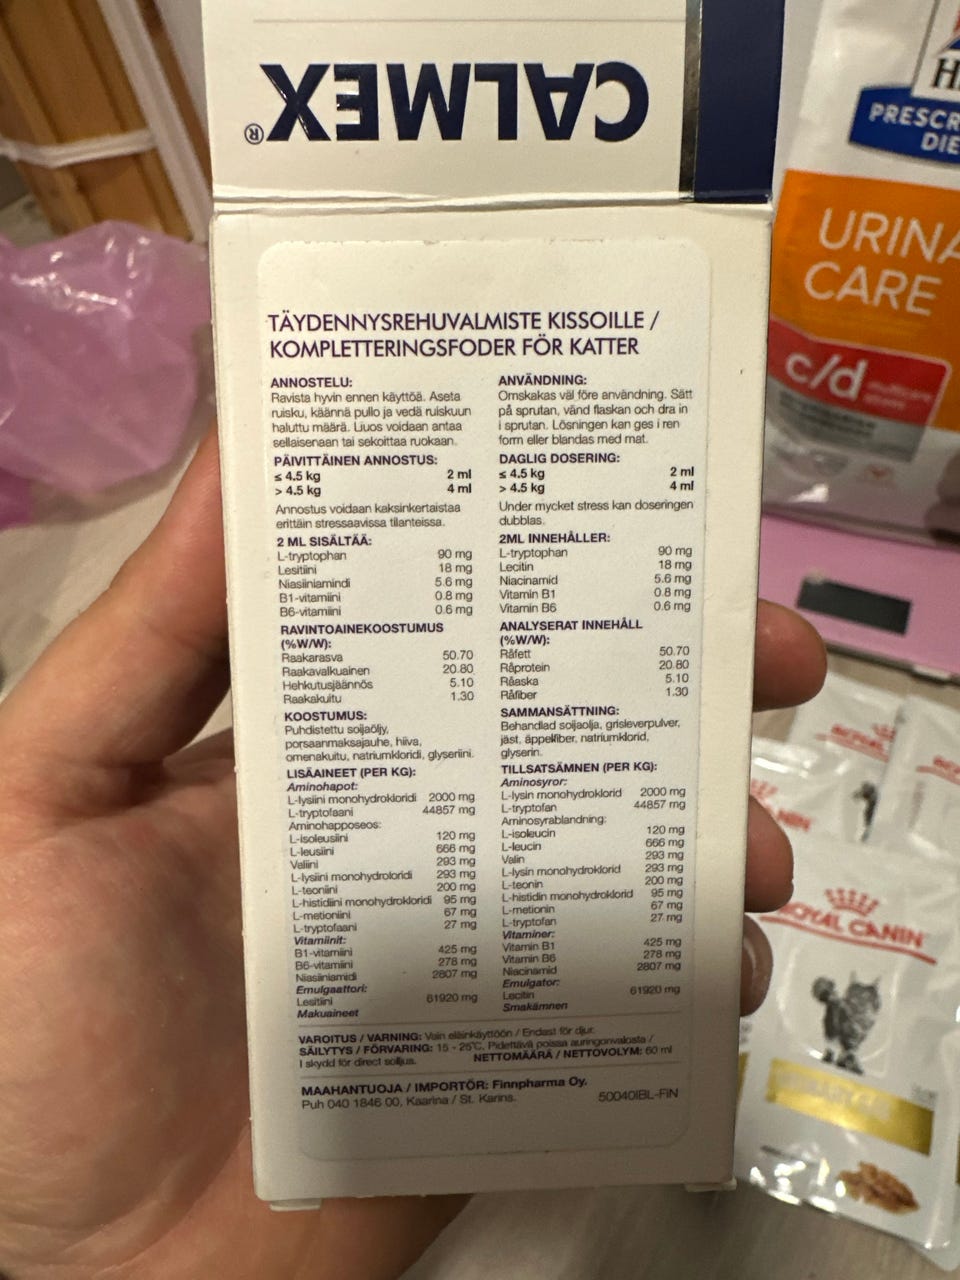 CALMEX®
TÄYDENNYSREHUVALMISTE KISSOILLE /
KOMPLETTERINGSFODER FÖR KATTER
ANNOSTELU:
Ravista hyvin ennen käyttöä. Aseta
ruisku, käännä pullo ja vedä ruiskuun
haluttu määrä. Liuos voidaan antaa
sellaisenaan tai sekoittaa ruokaan.
PÄIVITTÄINEN ANNOSTUS:
≤ 4.5 kg 2 ml
> 4.5 kg 4 ml
Annostus voidaan kaksinkertaistaa
erittäin stressaavissa tilanteissa.
2 ML SISÄLTÄÄ:
L-tryptophan 90 mg
Lesitiini 18 mg
Niasiiniamindi 5.6 mg
B1-vitamiini 0.8 mg
B6-vitamiini 0.6 mg
RAVINTOAINEKOOSTUMUS
(%W/W):
Raakarasva 50.70
Raakavalkuainen 20.80
Hehkutusjäännös 5.10
Raakakuitu 1.30
KOOSTUMUS:
Puhdistettu soijaöljy,
porsaanmaksajauhe, hiiva,
omenakuitu, natriumkloridi, glyseriini.
LISÄAINEET (PER KG):
Aminohapot:
L-lysiini monohydrokloridi 2000 mg
L-tryptofaani 44857 mg
Aminohapposeos:
L-isoleusiini 120 mg
L-leusiini 666 mg
Valiini 293 mg
L-lysiini monohydroloridi 293 mg
L-teoniini 200 mg
L-histidiini monohydrokloridi 95 mg
L-metioniini 67 mg
L-tryptofaani 27 mg
Vitamiinit:
B1-vitamiini 425 mg
B6-vitamiini 278 mg
Niasiiniamidi 2807 mg
Emulgaattori:
Lesitiini 61920 mg
Makuaineet
ANVÄNDNING:
Omskakas väl före användning. Sätt
på sprutan, vänd flaskan och dra in
i sprutan. Lösningen kan ges i ren
form eller blandas med mat.
DAGLIG DOSERING:
≤ 4.5 kg 2 ml
> 4.5 kg 4 ml
Under mycket stress kan doseringen
dubblas.
2ML INNEHÅLLER:
L-tryptophan 90 mg
Lecitin 18 mg
Niacinamid 5.6 mg
Vitamin B1 0.8 mg
Vitamin B6 0.6 mg
ANALYSERAT INNEHÅLL
(%W/W):
Råfett 50.70
Råprotein 20.80
Råaska 5.10
Råfiber 1.30
SAMMANSÄTTNING:
Behandlad soijaolja, grisleverpulver,
jäst, äppelfiber, natriumklorid,
glyserin.
TILLSATSÄMNEN (PER KG):
Aminosyror:
L-lysin monohydroklorid 2000 mg
L-tryptofan 44857 mg
Aminosyrablandning:
L-isoleucin 120 mg
L-leucin 666 mg
Valin 293 mg
L-lysin monohydroklorid 293 mg
L-teonin 200 mg
L-histidin monohydroklorid 95 mg
L-metionin 67 mg
L-tryptofan 27 mg
Vitaminer:
Vitamin B1 425 mg
Vitamin B6 278 mg
Niacinamid 2807 mg
Emulgator:
Lecitin 61920 mg
Smakämnen
VAROITUS / VARNING: Vain eläinkäyttöön / Endast för djur.
SÄILYTYS / FÖRVARING: 15 - 25°C. Pidettävä poissa auringonvalosta /
I skydd för direct solljus. NETTOMÄÄRÄ / NETTOVOLYM: 60 ml
MAAHANTUOJA / IMPORTÖR: Finnpharma Oy.
Puh 040 1846 00, Kaarina / St. Karins. 50040IBL-FIN
PRESCR
DIE
URINA
CARE
c/d multicare
stress
ROYAL CANIN